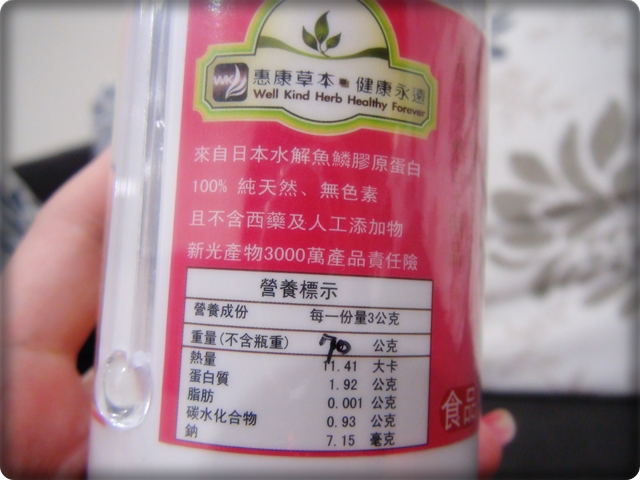 惠康草本 健康永遠
Well Kind Herb Healthy Forever
來自日本水解魚鱗膠原蛋白
100% 純天然、無色素
且不含西藥及人工添加物
新光產物3000萬產品責任險
營養標示
營養成份 每一份量3公克
重量(不含瓶重) 70 公克
熱量 11.41 大卡
蛋白質 1.92 公克
脂肪 0.001 公克
碳水化合物 0.93 公克
鈉 7.15 毫克
食品